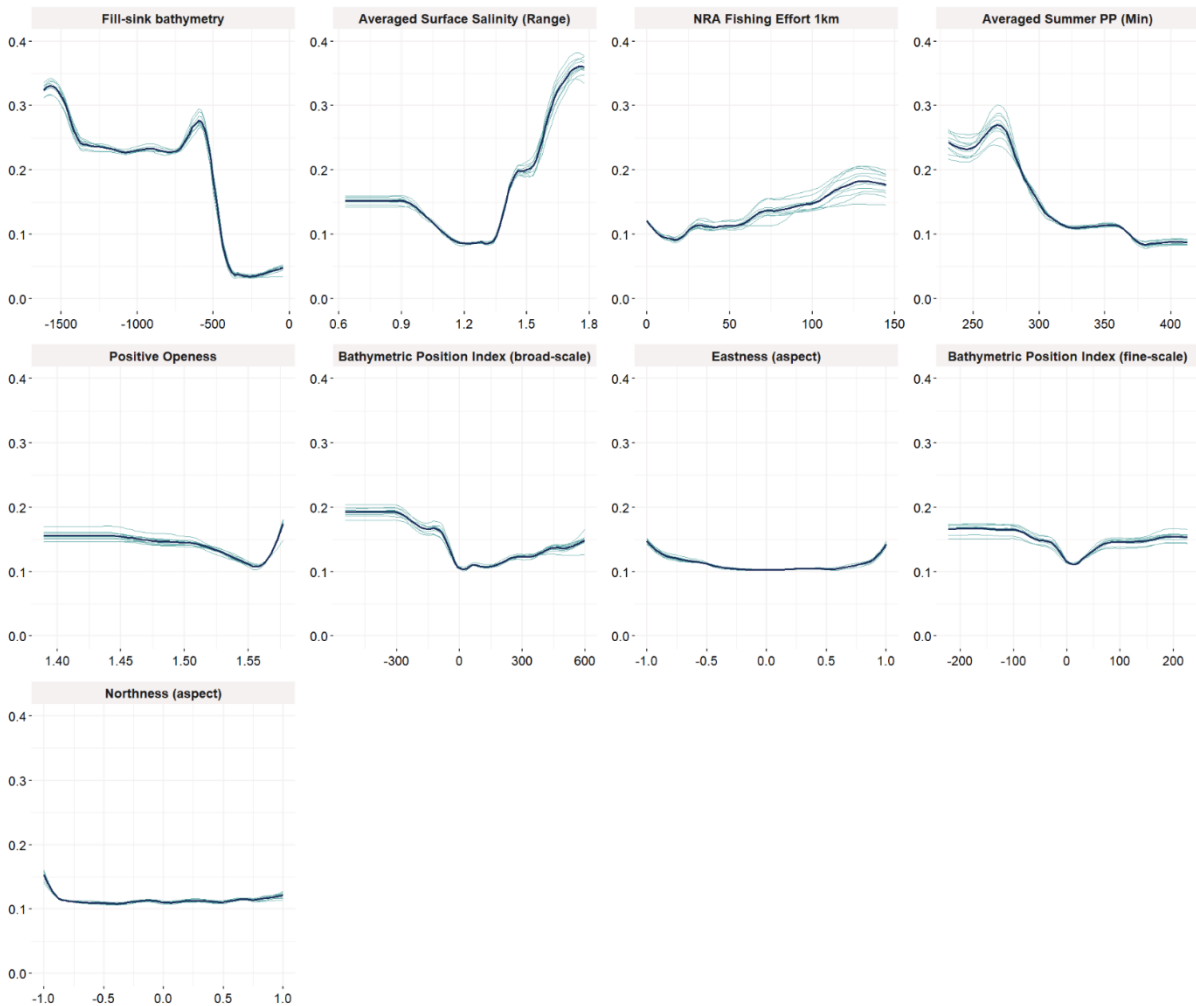 Fill-sink bathymetry
Averaged Surface Salinity (Range)
NRA Fishing Effort 1km
Averaged Summer PP (Min)
0.4
0.3
0.2
0.1
0.0
-1500 -1000 -500 0
0.4
0.3
0.2
0.1
0.0
0.6 0.9 1.2 1.5 1.8
0.4
0.3
0.2
0.1
0.0
0 50 100 150
0.4
0.3
0.2
0.1
0.0
250 300 350 400
Positive Openess
Bathymetric Position Index (broad-scale)
Eastness (aspect)
Bathymetric Position Index (fine-scale)
0.4
0.3
0.2
0.1
0.0
1.40 1.45 1.50 1.55
0.4
0.3
0.2
0.1
0.0
-300 0 300 600
0.4
0.3
0.2
0.1
0.0
-1.0 -0.5 0.0 0.5 1.0
0.4
0.3
0.2
0.1
0.0
-200 -100 0 100 200
Northness (aspect)
0.4
0.3
0.2
0.1
0.0
-1.0 -0.5 0.0 0.5 1.0